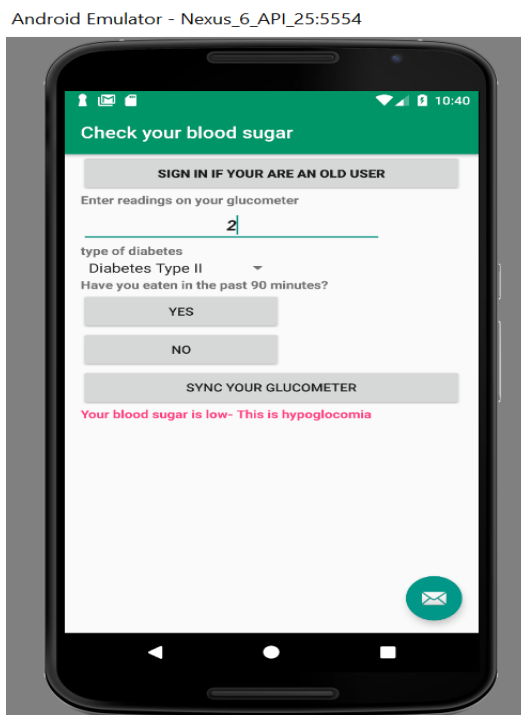 Android Emulator - Nexus_6_API_25:5554
10:40
Check your blood sugar
SIGN IN IF YOUR ARE AN OLD USER
Enter readings on your glucometer
2
type of diabetes
Diabetes Type II
Have you eaten in the past 90 minutes?
YES
NO
SYNC YOUR GLUCOMETER
Your blood sugar is low- This is hypoglocomia